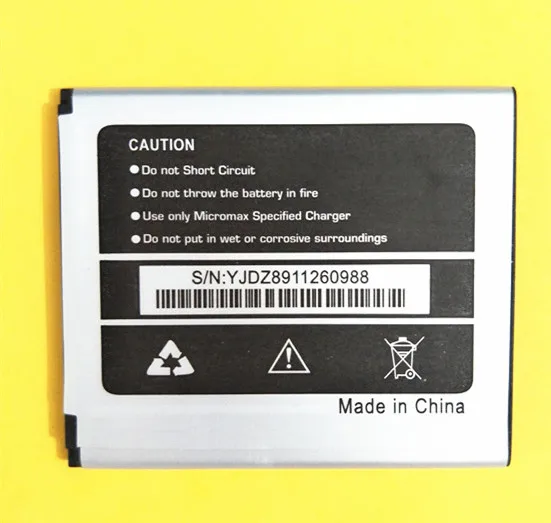 CAUTION
●Do not Short Circuit
●Do not throw the battery in fire
●Use only Micromax Specified Charger
●Do not put in wet or corrosive surroundings
S/N:YJDZ8911260988
Made in China